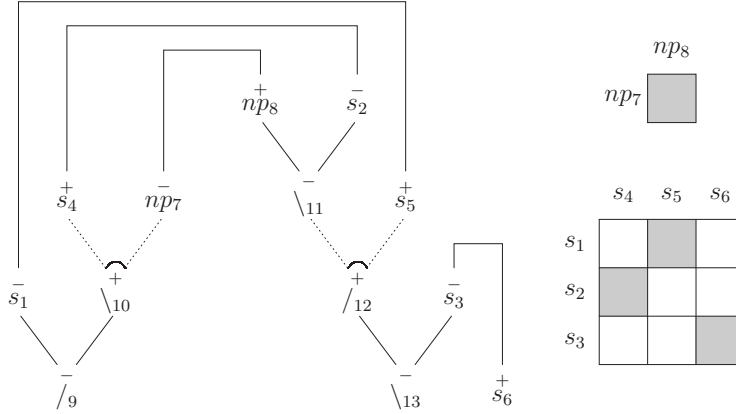 + −
np8 s2
np8
np7
+ − − +
s4 np7 \11 s5
s4 s5 s6
− + + −
s1 \10 /12 s3
s1
s2
s3
− − +
/9 \13 s6